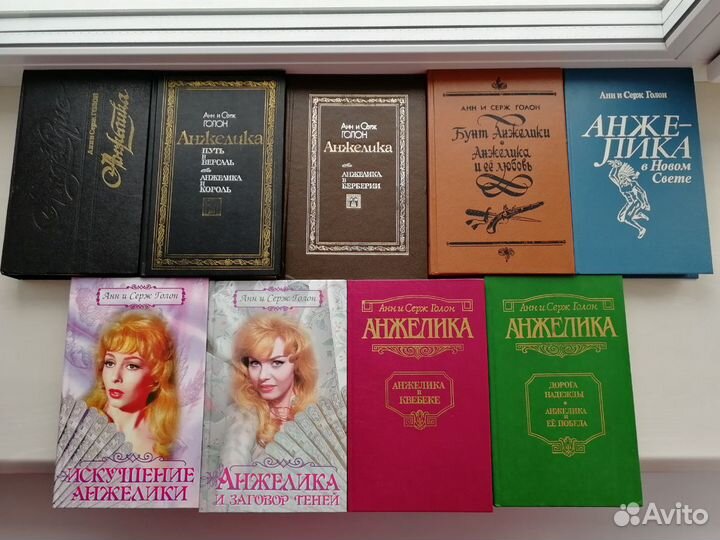 Анн и Серж Голон
Анжелика
Анн и Серж
ГОЛОН
Анжелика
ПУТЬ
В
ВЕРСАЛЬ
АНЖЕЛИКА
И
КОРОЛЬ
Анн и Серж
ГОЛОН
Анжелика
АНЖЕЛИКА
В
БЕРБЕРИИ
АНН И СЕРЖ ГОЛОН
Бунт Анжелики
Анжелика
и её любовь
Анн и Серж Голон
АНЖЕ-
ЛИКА
в Новом
Свете
Анн и Серж Голон
ИСКУШЕНИЕ
АНЖЕЛИКИ
Анн и Серж Голон
АНЖЕЛИКА
И ЗАГОВОР ТЕНЕЙ
Анн и Серж Голон
АНЖЕЛИКА
АНЖЕЛИКА
В
КВЕБЕКЕ
Анн и Серж Голон
АНЖЕЛИКА
ДОРОГА
НАДЕЖДЫ
АНЖЕЛИКА
И
ЕЁ ПОБЕДА
Avito